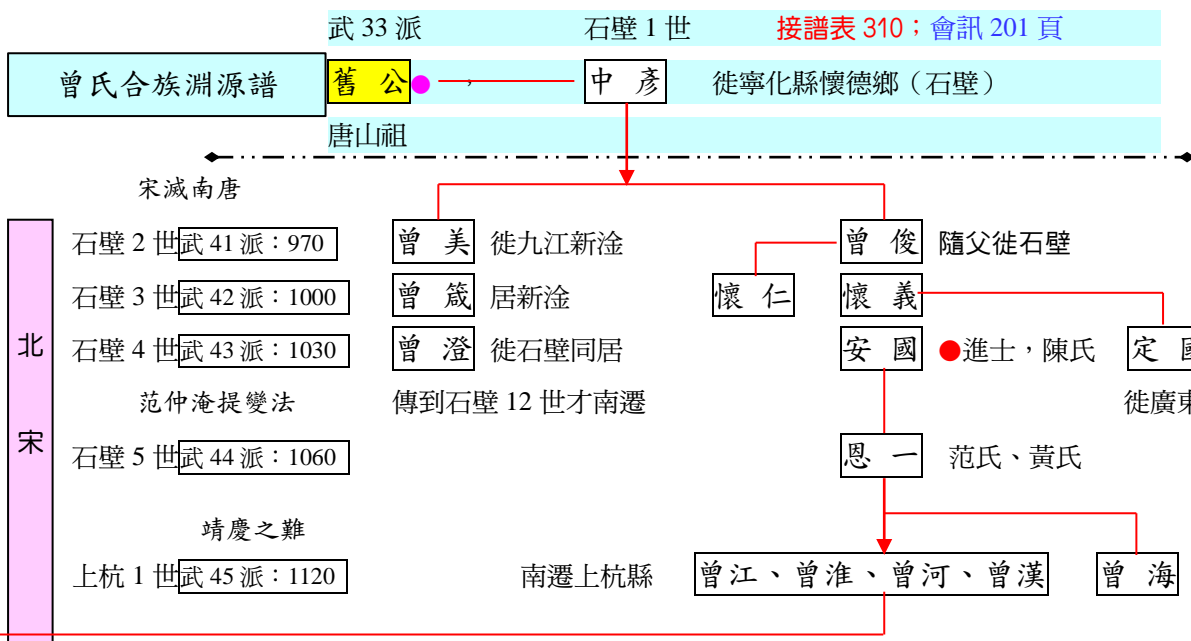 武 33 派 石壁 1 世 接譜表 310；會訊 201 頁
曾氏合族淵源譜 舊 公 ， 中 彥 徙寧化縣懷德鄉（石壁）
唐山祖
宋滅南唐
石壁 2 世 武 41 派：970 曾 美 徙九江新淦 曾 俊 隨父徙石壁
石壁 3 世 武 42 派：1000 曾 箴 居新淦 懷 仁 懷 義
石壁 4 世 武 43 派：1030 曾 澄 徙石壁同居 安 國 ●進士，陳氏 定
范仲淹提變法 傳到石壁 12 世才南遷 徙廣東
石壁 5 世 武 44 派：1060 恩 一 范氏、黃氏
靖慶之難
上杭 1 世 武 45 派：1120 南遷上杭縣 曾江、曾淮、曾河、曾漢 曾 海
北宋